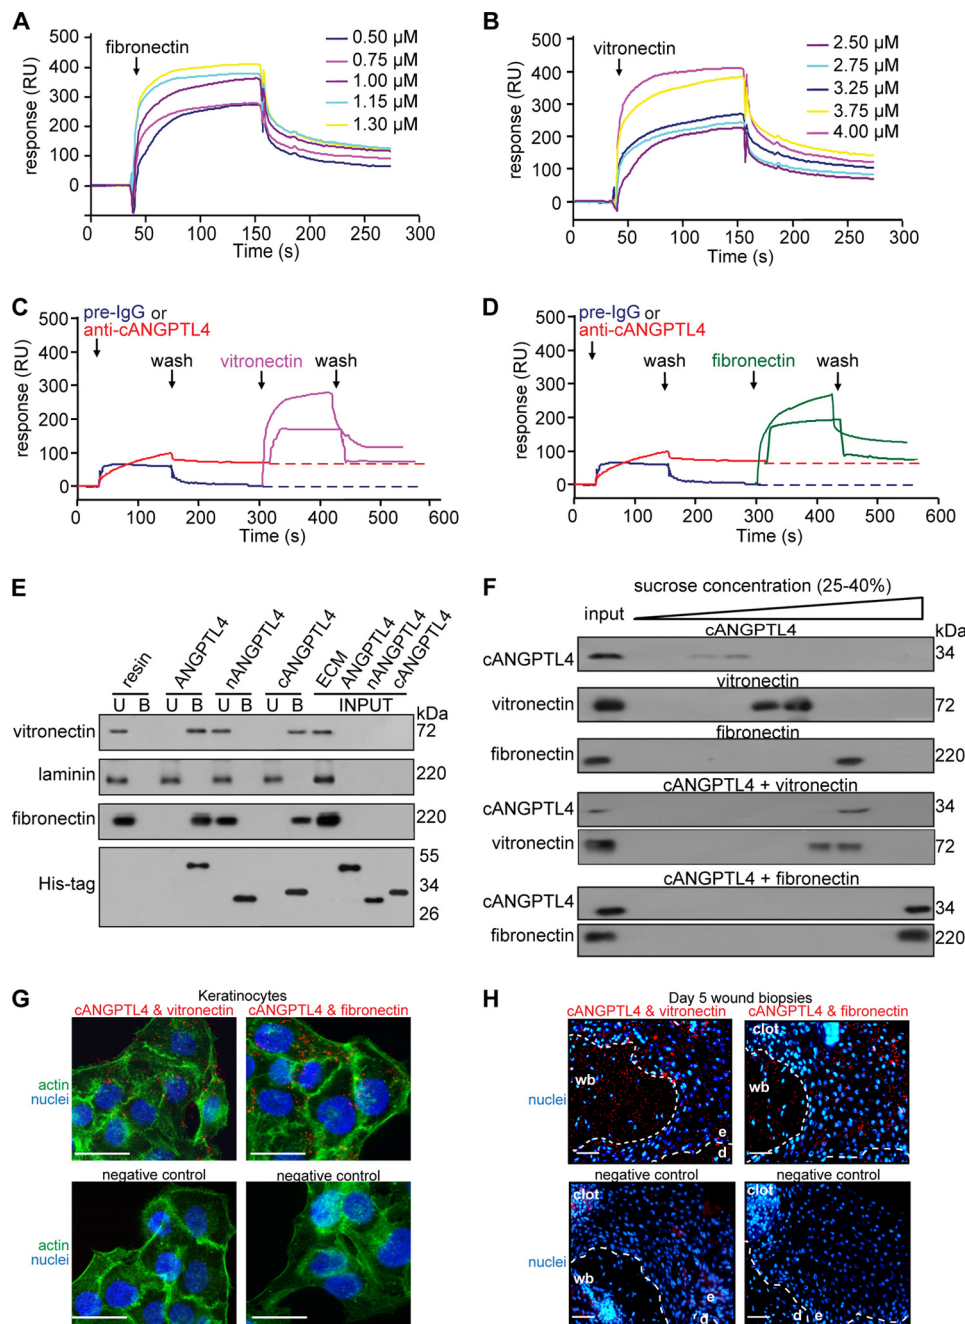 A
fibronectin
0.50 µM
0.75 µM
1.00 µM
1.15 µM
1.30 µM
response (RU)
500
400
300
200
100
0
0 50 100 150 200 250 300
Time (s)
B
vitronectin
2.50 µM
2.75 µM
3.25 µM
3.75 µM
4.00 µM
response (RU)
500
400
300
200
100
0
0 50 100 150 200 250 300
Time (s)
C
pre-IgG or
anti-cANGPTL4
wash
vitronectin
wash
response (RU)
500
400
300
200
100
0
0 100 200 300 400 500 600
Time (s)
D
pre-IgG or
anti-cANGPTL4
wash
fibronectin
wash
response (RU)
500
400
300
200
100
0
0 100 200 300 400 500 600
Time (s)
E
resin
ANGPTL4
nANGPTL4
cANGPTL4
ECM
ANGPTL4
nANGPTL4
cANGPTL4
U B U B U B U B INPUT
kDa
vitronectin 72
laminin 220
fibronectin 220
His-tag
55
34
26
F
sucrose concentration (25-40%)
input
kDa
cANGPTL4
cANGPTL4 34
vitronectin
vitronectin 72
fibronectin
fibronectin 220
cANGPTL4 + vitronectin
cANGPTL4 34
vitronectin 72
cANGPTL4 + fibronectin
cANGPTL4 34
fibronectin 220
G
Keratinocytes
cANGPTL4 & vitronectin cANGPTL4 & fibronectin
actin
nuclei
negative control negative control
actin
nuclei
H
Day 5 wound biopsies
cANGPTL4 & vitronectin cANGPTL4 & fibronectin
nuclei
wb
e
d
clot
wb
d e
negative control negative control
nuclei
clot
wb
e
d
clot
wb
d e